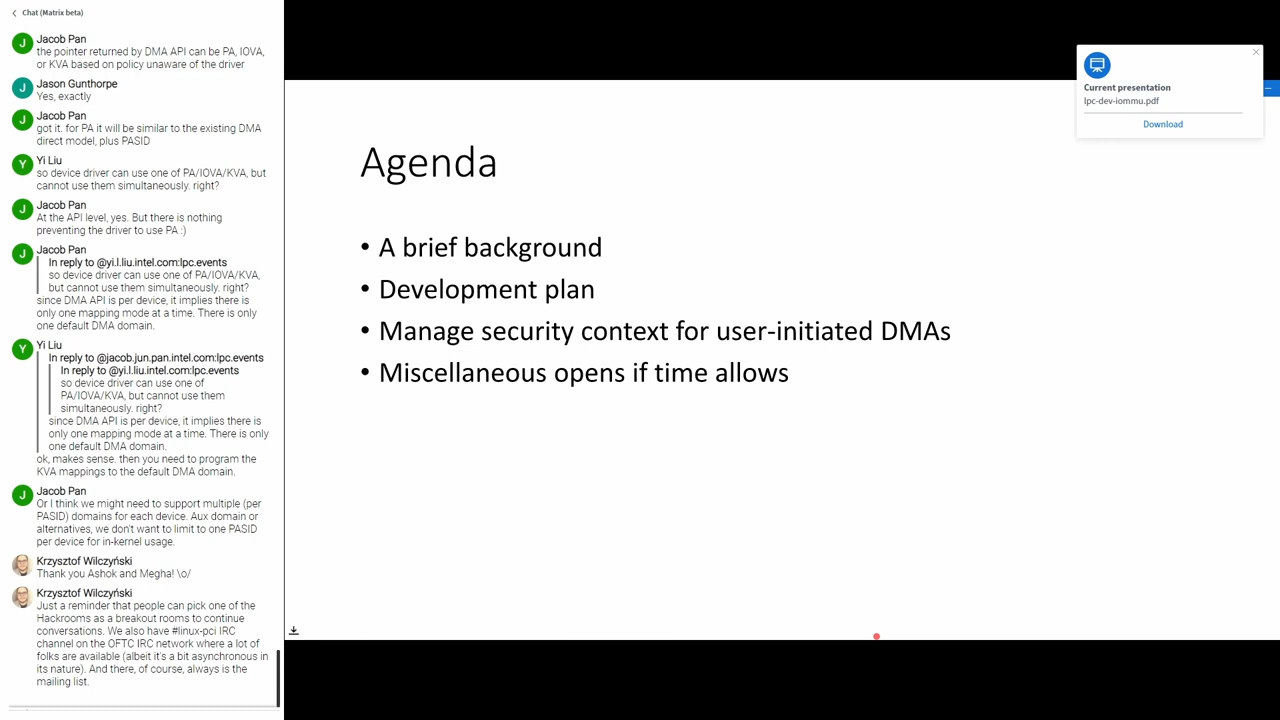 Chat (Matrix beta)
Jacob Pan
the pointer returned by DMA API can be PA, IOVA,
or KVA based on policy unaware of the driver
J
Jason Gunthorpe
Yes, exactly
J
Jacob Pan
got it. for PA it will be similar to the existing DMA
direct model, plus PASID
J
Yi Liu
so device driver can use one of PA/IOVA/KVA, but
cannot use them simultaneously. right?
Y
Jacob Pan
At the API level, yes. But there is nothing
preventing the driver to use PA :)
J
Jacob Pan
In reply to @yi.l.liu.intel.com:lpc.events
so device driver can use one of PA/IOVA/KVA,
but cannot use them simultaneously. right?
since DMA API is per device, it implies there is
only one mapping mode at a time. There is only
one default DMA domain.
J
Yi Liu
In reply to @jacob.jun.pan.intel.com:lpc.events
In reply to @yi.l.liu.intel.com:lpc.events
so device driver can use one of
PA/IOVA/KVA, but cannot use them
simultaneously. right?
since DMA API is per device, it implies there is
only one mapping mode at a time. There is only
one default DMA domain.
ok, makes sense. then you need to program the
KVA mappings to the default DMA domain.
Y
Jacob Pan
Or I think we might need to support multiple (per
PASID) domains for each device. Aux domain or
alternatives, we don't want to limit to one PASID
per device for in-kernel usage.
J
Krzysztof Wilczyński
Thank you Ashok and Megha! \o/
Krzysztof Wilczyński
Just a reminder that people can pick one of the
Hackrooms as a breakout rooms to continue
conversations. We also have #linux-pci IRC
channel on the OFTC IRC network where a lot of
folks are available (albeit it's a bit asynchronous in
its nature). And there, of course, always is the
mailing list.
Agenda
• A brief background
• Development plan
• Manage security context for user-initiated DMAs
• Miscellaneous opens if time allows
Current presentation
lpc-dev-iommu.pdf
Download